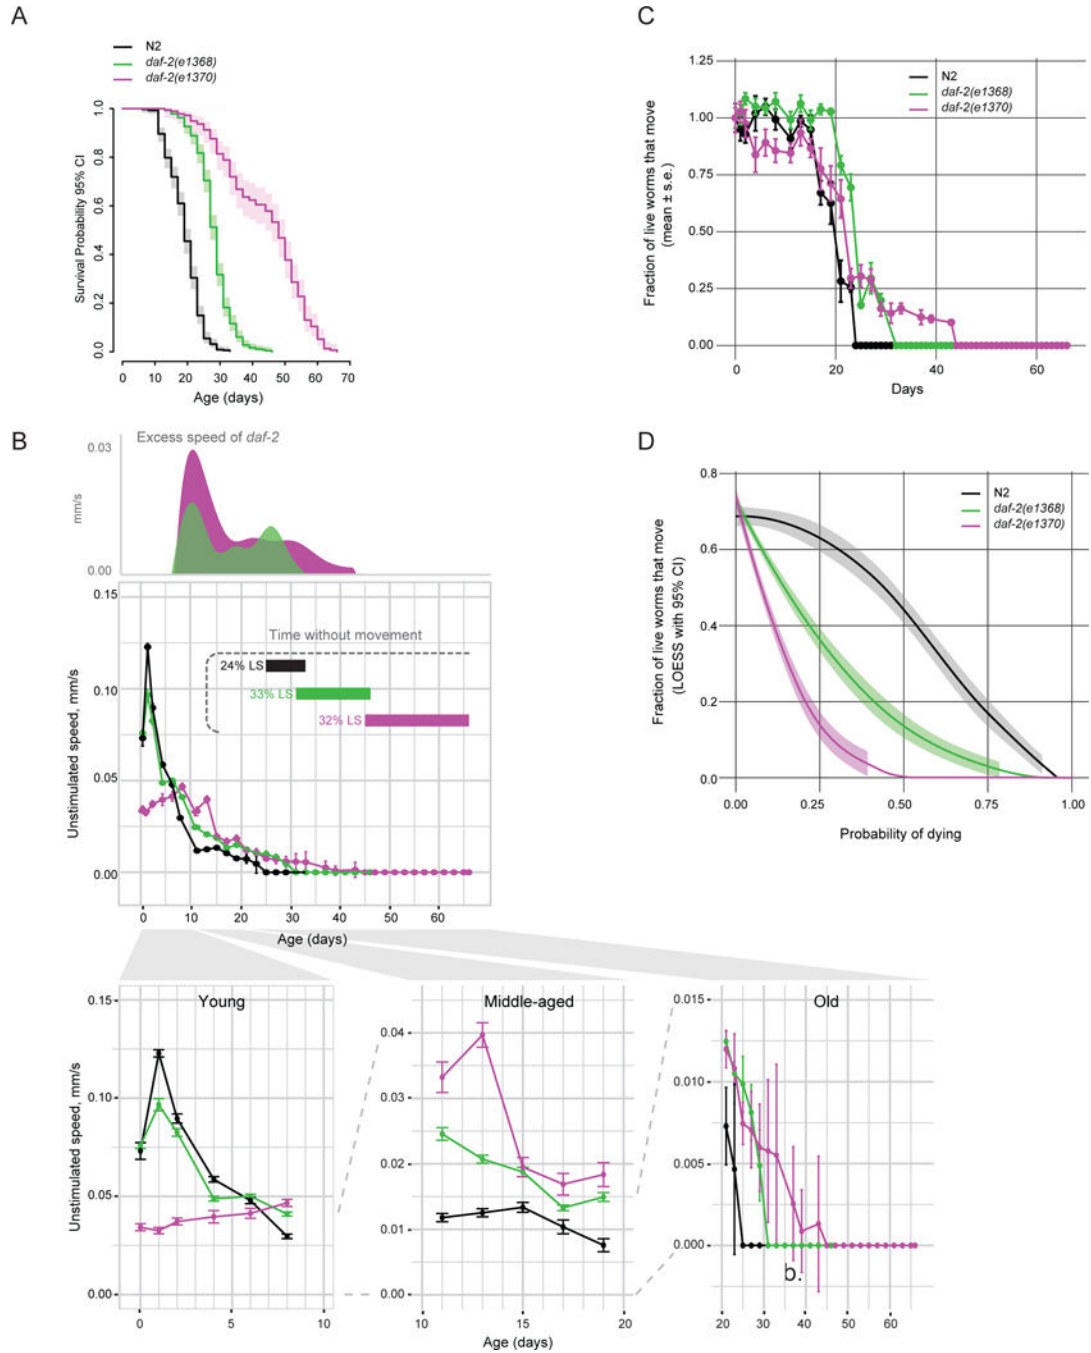 A
N2
daf-2(e1368)
daf-2(e1370)
Survival Probability 95% CI
1.0
0.8
0.6
0.4
0.2
0.0
0 10 20 30 40 50 60 70
Age (days)
C
N2
daf-2(e1368)
daf-2(e1370)
Fraction of live worms that move
(mean ± s.e.)
1.25
1.00
0.75
0.50
0.25
0.00
0 20 40 60
Days
B
Excess speed of daf-2
mm/s
0.03
0.00
Time without movement
24% LS
33% LS
32% LS
Unstimulated speed, mm/s
0.15
0.10
0.05
0.00
0 10 20 30 40 50 60
Age (days)
D
N2
daf-2(e1368)
daf-2(e1370)
Fraction of live worms that move
(LOESS with 95% CI)
0.8
0.6
0.4
0.2
0.0
0.00 0.25 0.50 0.75 1.00
Probability of dying
Young
Unstimulated speed, mm/s
0.15
0.10
0.05
0.00
0 5 10
Middle-aged
0.04
0.03
0.02
0.01
0.00
10 15 20
Age (days)
Old
0.015
0.010
0.005
0.000
b.
20 30 40 50 60